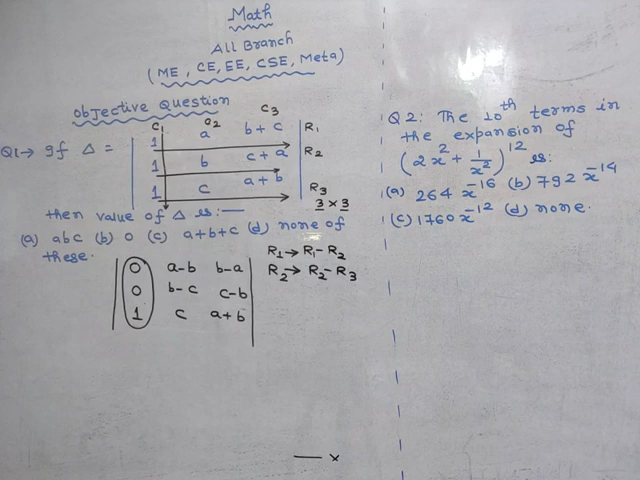 Math
All Branch
(ME, CE, EE, CSE, Meta)
Objective Question
C1 a2 C3
Q1→ gf Δ = | 1 a b+c | R1
| 1 b c+a | R2
| 1 c a+b | R3
3 x 3
then value of Δ is:—
(a) abc (b) 0 (c) a+b+c (d) none of
these.
| 0 a-b b-a | R1→R1-R2
| 0 b-c c-b | R2→R2-R3
| 1 c a+b |
— x
Q2: The 10th terms in
the expansion of
(2x² + 1/x²)¹² is:
(a) 264 x⁻¹⁶ (b) 792 x⁻¹⁴
(c) 1760 x⁻¹² (d) none.